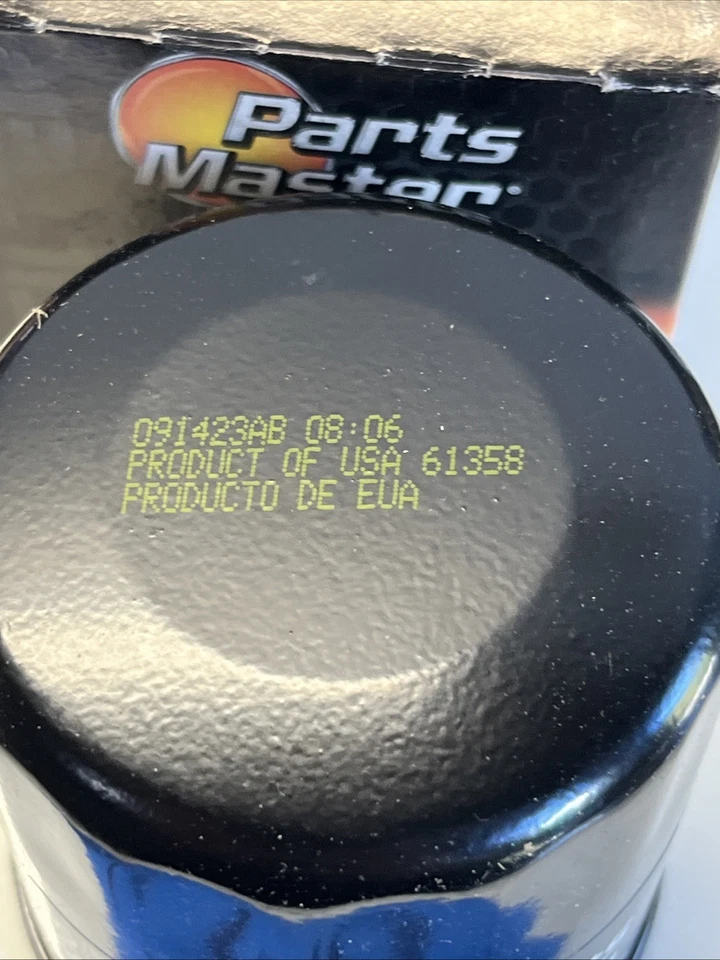 Parts
Master
091423AB 08:06
PRODUCT OF USA 61358
PRODUCTO DE EUA